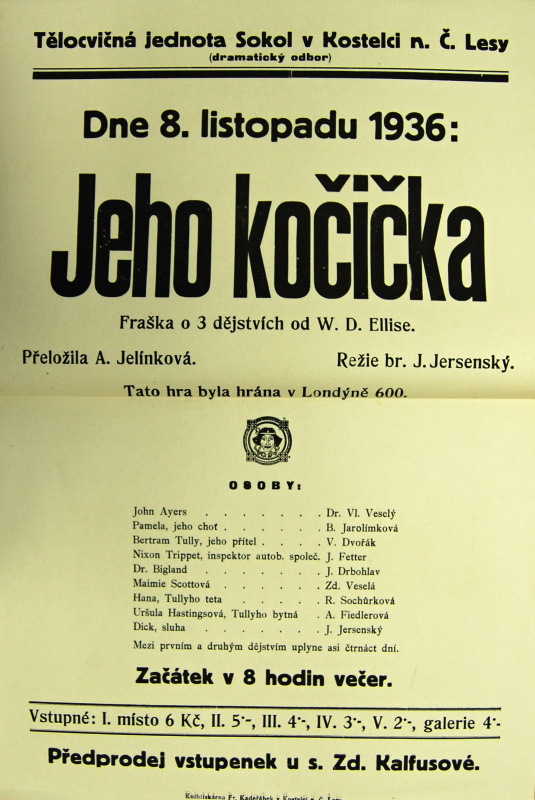 Tělocvičná jednota Sokol v Kostelci n. Č. Lesy
(dramatický odbor)
Dne 8. listopadu 1936:
Jeho kočička
Fraška o 3 dějstvích od W. D. Ellise.
Přeložila A. Jelínková. Režie br. J. Jersenský.
Tato hra byla hrána v Londýně 600.
OSOBY:
John Ayers . . . . . . . Dr. Vl. Veselý
Pamela, jeho choť . . . . . . B. Jarolímková
Bertram Tully, jeho přítel . . . . V. Dvořák
Nixon Trippet, inspektor autob. společ. J. Fetter
Dr. Bigland . . . . . . . J. Drbohlav
Maimie Scottová . . . . . . Zd. Veselá
Hana, Tullyho teta . . . . . R. Sochůrková
Uršula Hastingsová, Tullyho bytná . A. Fiedlerová
Dick, sluha . . . . . . . J. Jersenský
Mezi prvním a druhým dějstvím uplyne asi čtrnáct dní.
Začátek v 8 hodin večer.
Vstupné: I. místo 6 Kč, II. 5·-, III. 4·-, IV. 3·-, V. 2·-, galerie 4·-
Předprodej vstupenek u s. Zd. Kalfusové.
Knihtiskárna Fr. Kadeřábek v Kostelci n. Č. Lesy